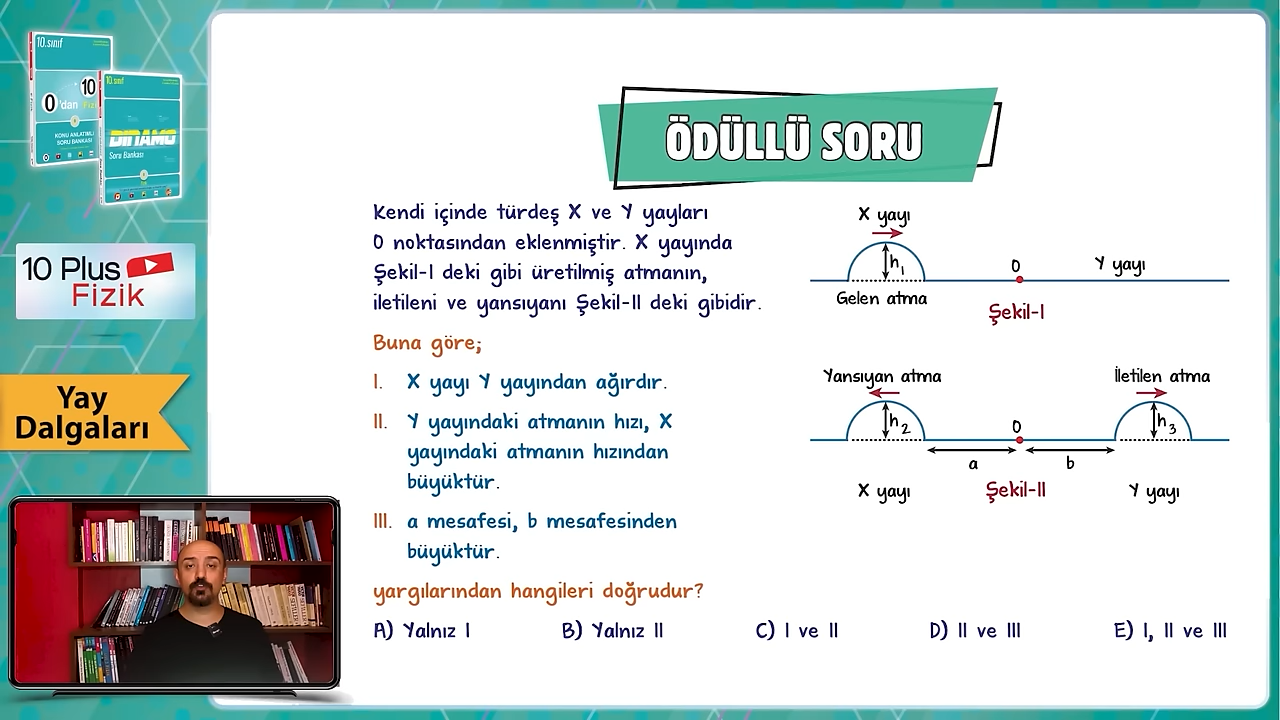 10.sınıf
0'dan 10
Fizik
KONU ANLATIMLI
SORU BANKASI
10.sınıf
DİNAMO
Soru Bankası
10 Plus
Fizik
Yay
Dalgaları
ÖDÜLLÜ SORU
Kendi içinde türdeş X ve Y yayları
O noktasından eklenmiştir. X yayında
Şekil-I deki gibi üretilmiş atmanın,
iletileni ve yansıyanı Şekil-II deki gibidir.
Buna göre;
I. X yayı Y yayından ağırdır.
II. Y yayındaki atmanın hızı, X
yayındaki atmanın hızından
büyüktür.
III. a mesafesi, b mesafesinden
büyüktür.
yargılarından hangileri doğrudur?
A) Yalnız I B) Yalnız II C) I ve II D) II ve III E) I, II ve III
X yayı
h1
O
Y yayı
Gelen atma
Şekil-I
Yansıyan atma
İletilen atma
h2
O
h3
a
b
X yayı
Şekil-II
Y yayı